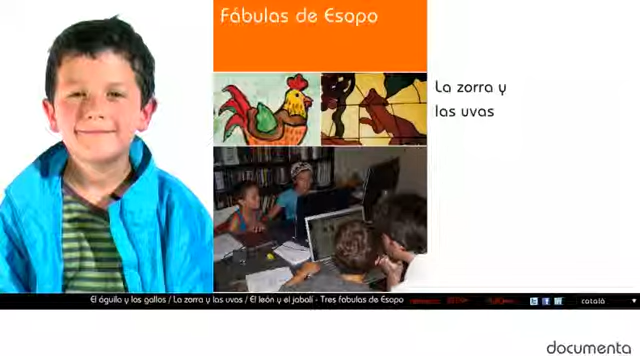 Fábulas de Esopo
La zorra y
las uvas
El águila y los gallos / La zorra y las uvas / El león y el jabalí - Tres fabulas de Esopo
català
documenta